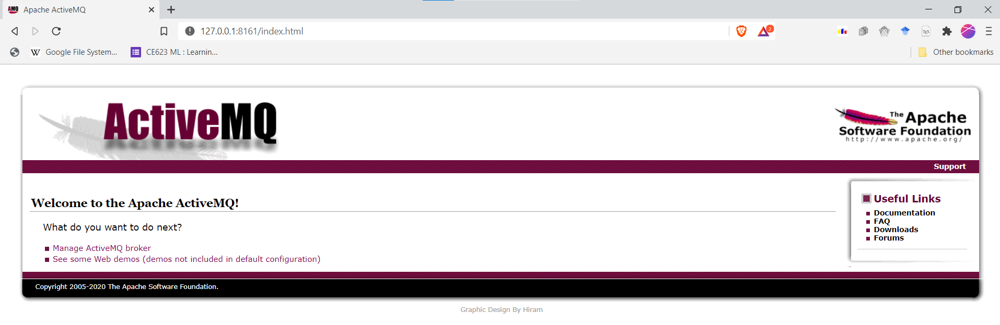 AMQ Apache ActiveMQ
127.0.0.1:8161/index.html
2
TEX
W Google File System...
CE623 ML : Learnin...
Other bookmarks
ActiveMQ
The Apache
Software Foundation
http://www.apache.org/
Support
Welcome to the Apache ActiveMQ!
What do you want to do next?
Manage ActiveMQ broker
See some Web demos (demos not included in default configuration)
Useful Links
Documentation
FAQ
Downloads
Forums
Copyright 2005-2020 The Apache Software Foundation.
Graphic Design By Hiram